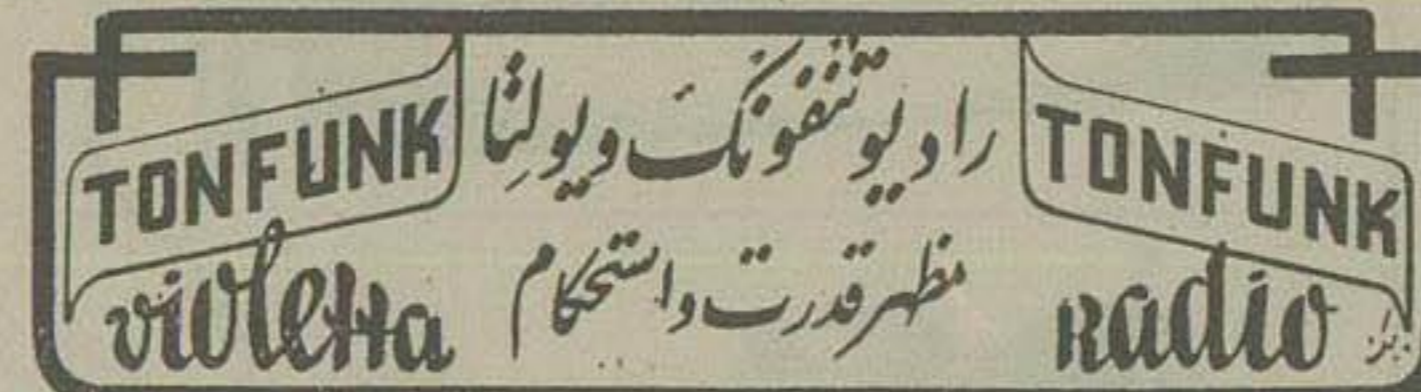 TONFUNK
violetta
رادیو تنفونک ویولتا
مظهر قدرت و استحکام
TONFUNK
Radio